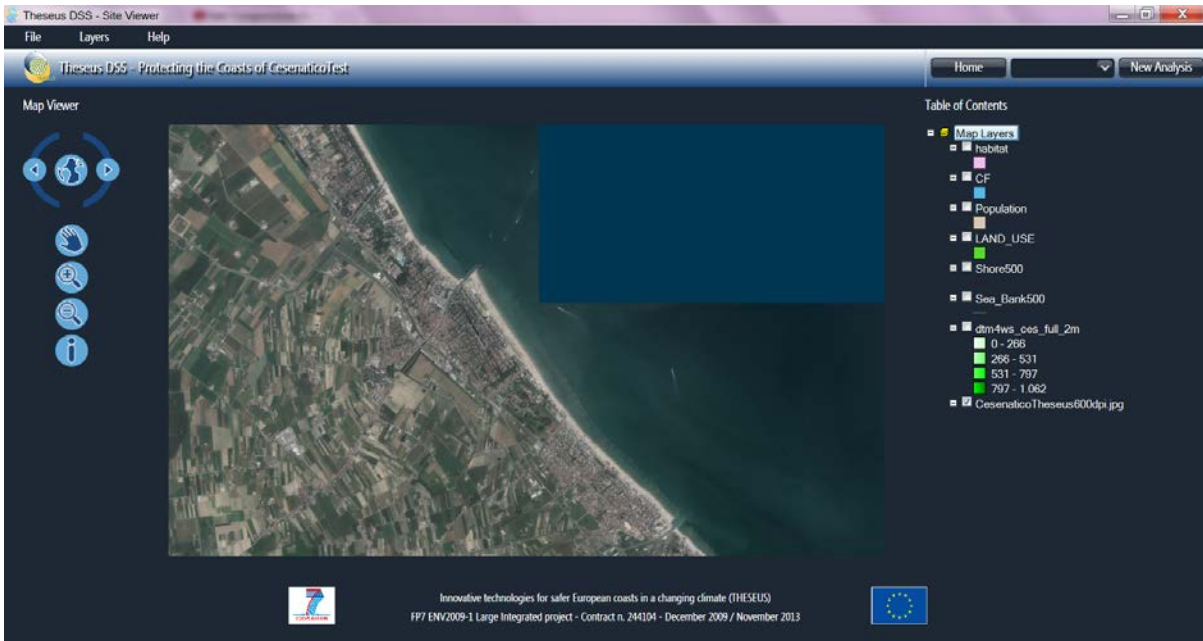 Theseus DSS - Site Viewer
File Layers Help
Theseus DSS - Protecting the Coasts of CesenaticoTest
Home New Analysis
Map Viewer
Table of Contents
Map Layers
habitat
CF
Population
LAND_USE
Shore500
Sea_Bank500
dtm4ws_ces_full_2m
0 - 266
266 - 531
531 - 797
797 - 1.062
CesenaticoTheseus600dpi.jpg
7
Innovative technologies for safer European coasts in a changing climate (THESEUS)
FP7 ENV2009-1 Large Integrated project - Contract n. 244104 - December 2009 / November 2013